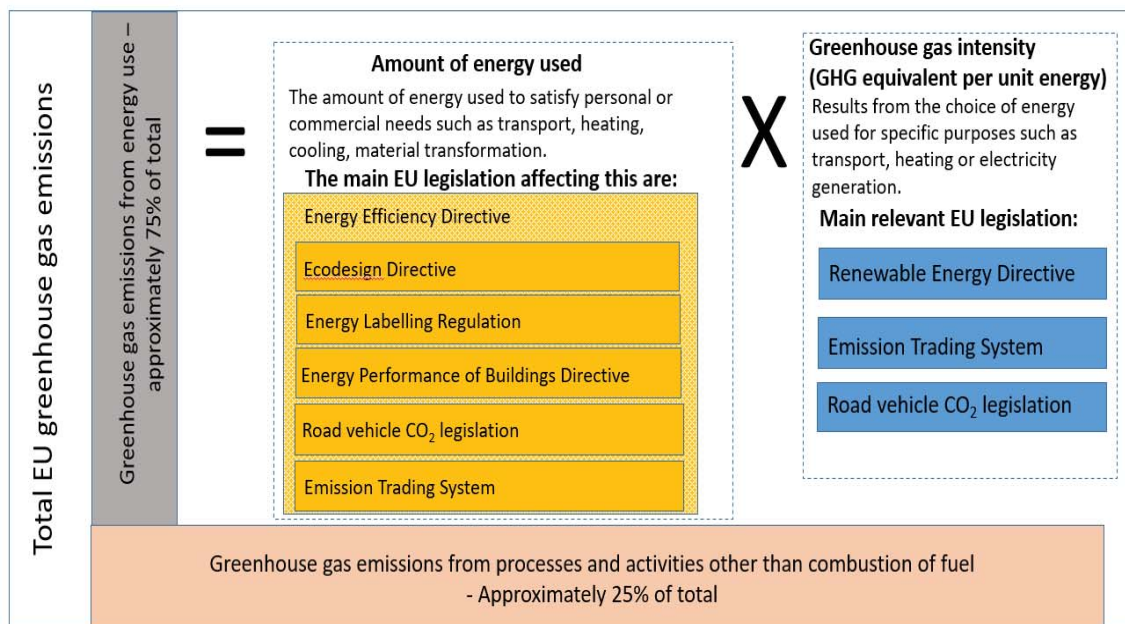 Total EU greenhouse gas emissions
Greenhouse gas emissions from energy use –
approximately 75% of total
=
Amount of energy used
The amount of energy used to satisfy personal or
commercial needs such as transport, heating,
cooling, material transformation.
The main EU legislation affecting this are:
Energy Efficiency Directive
Ecodesign Directive
Energy Labelling Regulation
Energy Performance of Buildings Directive
Road vehicle CO₂ legislation
Emission Trading System
X
Greenhouse gas intensity
(GHG equivalent per unit energy)
Results from the choice of energy
used for specific purposes such as
transport, heating or electricity
generation.
Main relevant EU legislation:
Renewable Energy Directive
Emission Trading System
Road vehicle CO₂ legislation
Greenhouse gas emissions from processes and activities other than combustion of fuel
- Approximately 25% of total